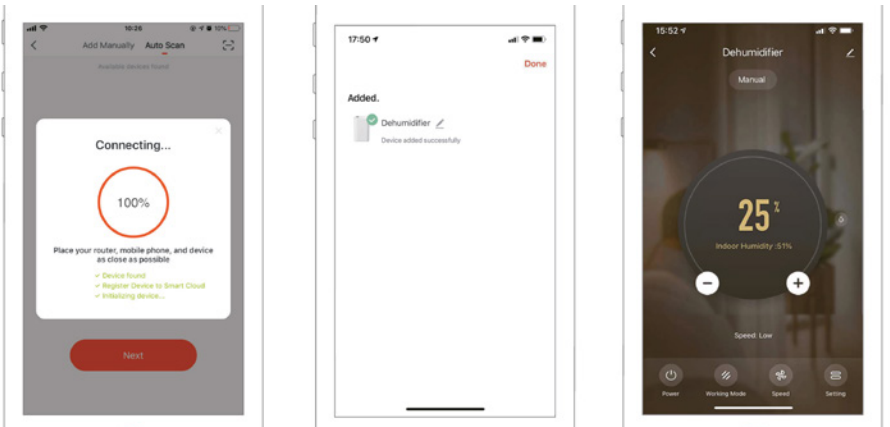 10:26
15%
Add Manually Auto Scan
Available devices found
Connecting...
100%
Place your router, mobile phone, and device
as close as possible
Device found
Register Device to Smart Cloud
Initializing device...
Next
17:50
Done
Added.
Dehumidifier
Device added successfully
15:52
Dehumidifier
Manual
25%
Indoor Humidity :51%
Speed: Low
Power Working Mode Speed Setting